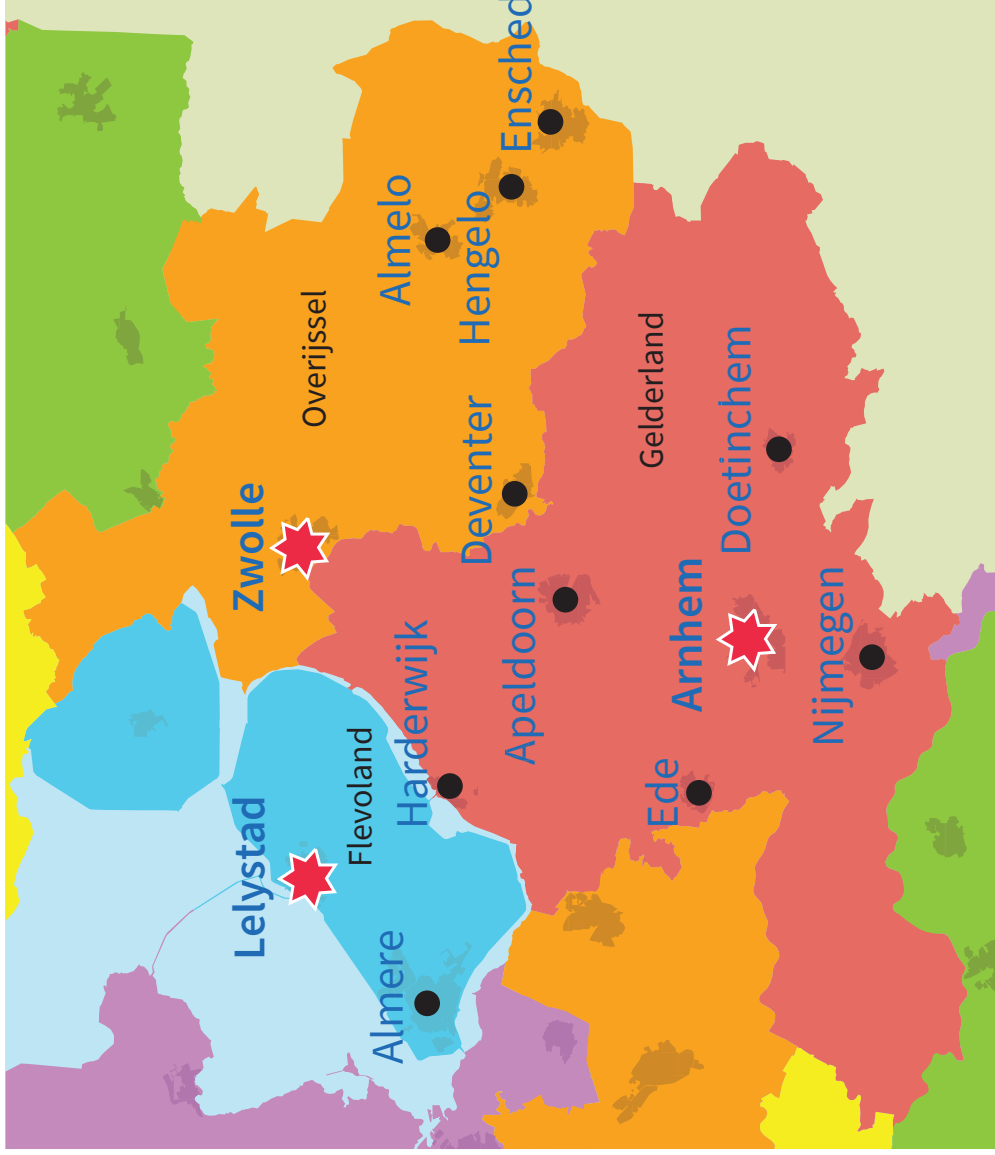 Zwolle
Overijssel
Almelo
Hengelo
Ensched
Deventer
Lelystad
Flevoland
Almere
Harderwijk
Apeldoorn
Gelderland
Doetinchem
Arnhem
Ede
Nijmegen